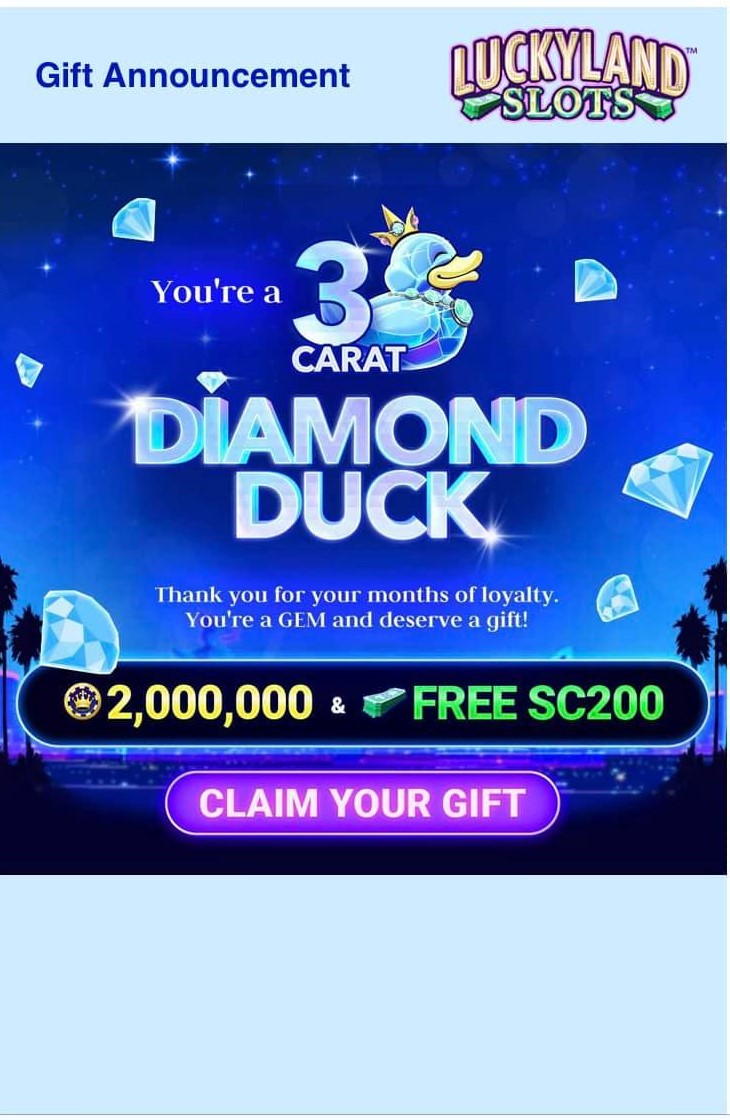 Gift Announcement
LUCKYLAND™
SLOTS
You're a 3
CARAT
DIAMOND
DUCK
Thank you for your months of loyalty.
You're a GEM and deserve a gift!
2,000,000 & FREE SC200
CLAIM YOUR GIFT